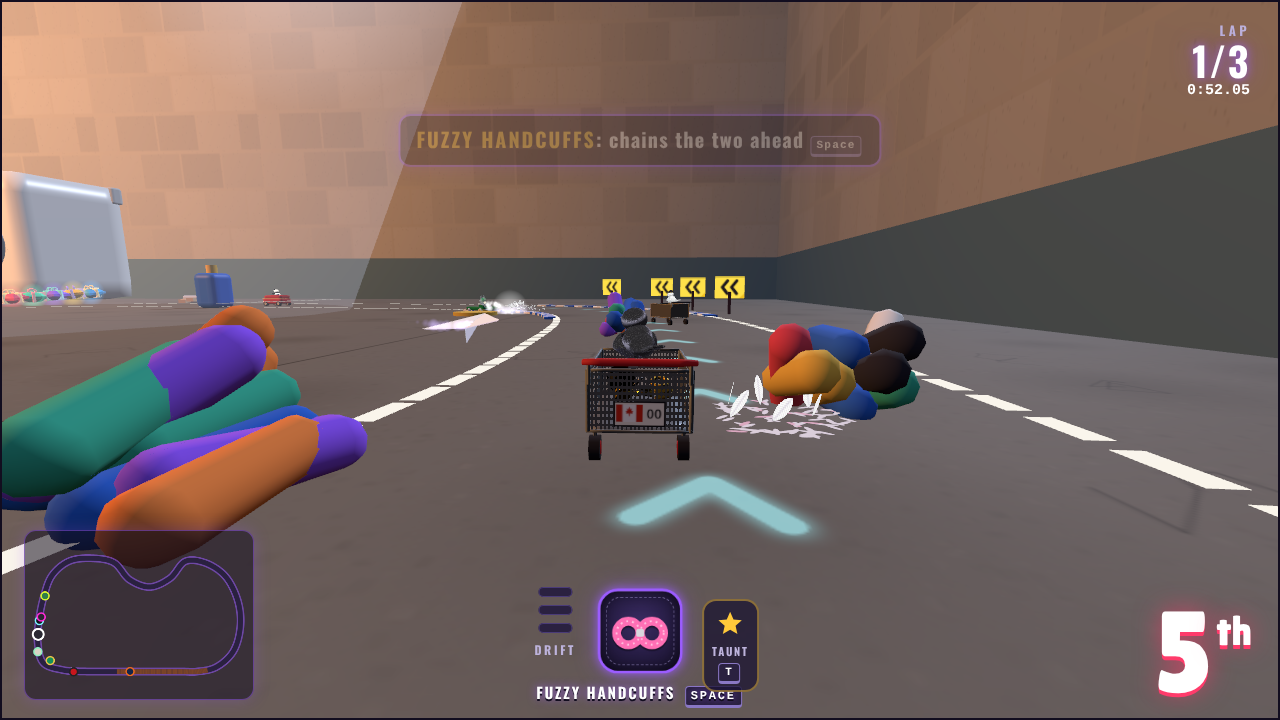 LAP
1/3
0:52.05
FUZZY HANDCUFFS: chains the two ahead Space
00
DRIFT
TAUNT
T
FUZZY HANDCUFFS SPACE
5th